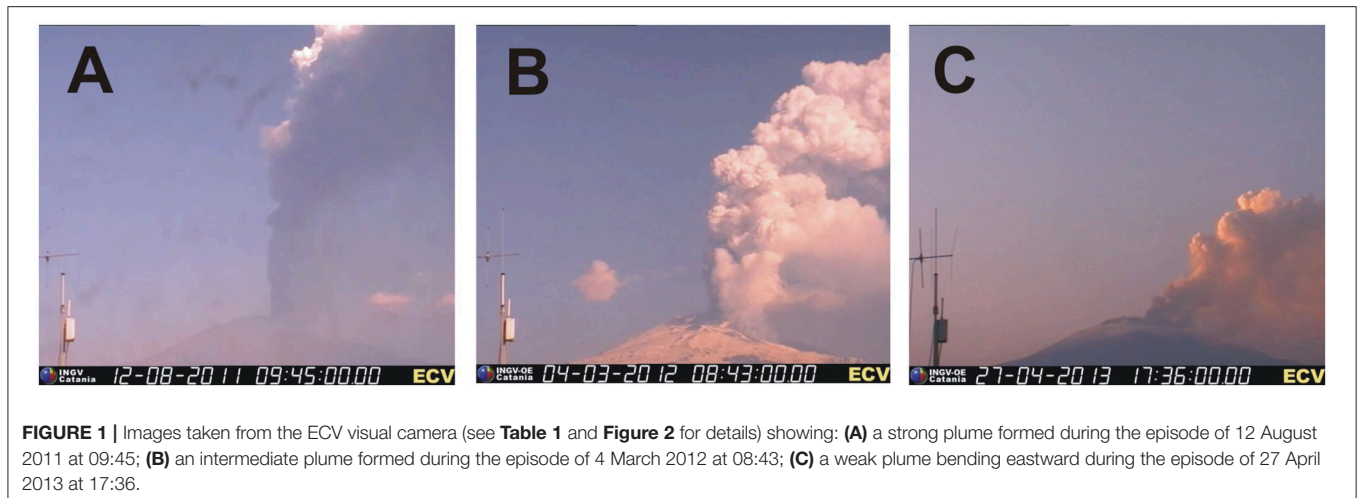 A
B
C
INGV
Catania
12-08-2011 09:45:00.00
ECV
INGV-OE
Catania
04-03-2012 08:43:00.00
ECV
INGV-OE
Catania
27-04-2013 17:36:00.00
ECV
FIGURE 1 | Images taken from the ECV visual camera (see Table 1 and Figure 2 for details) showing: (A) a strong plume formed during the episode of 12 August
2011 at 09:45; (B) an intermediate plume formed during the episode of 4 March 2012 at 08:43; (C) a weak plume bending eastward during the episode of 27 April
2013 at 17:36.